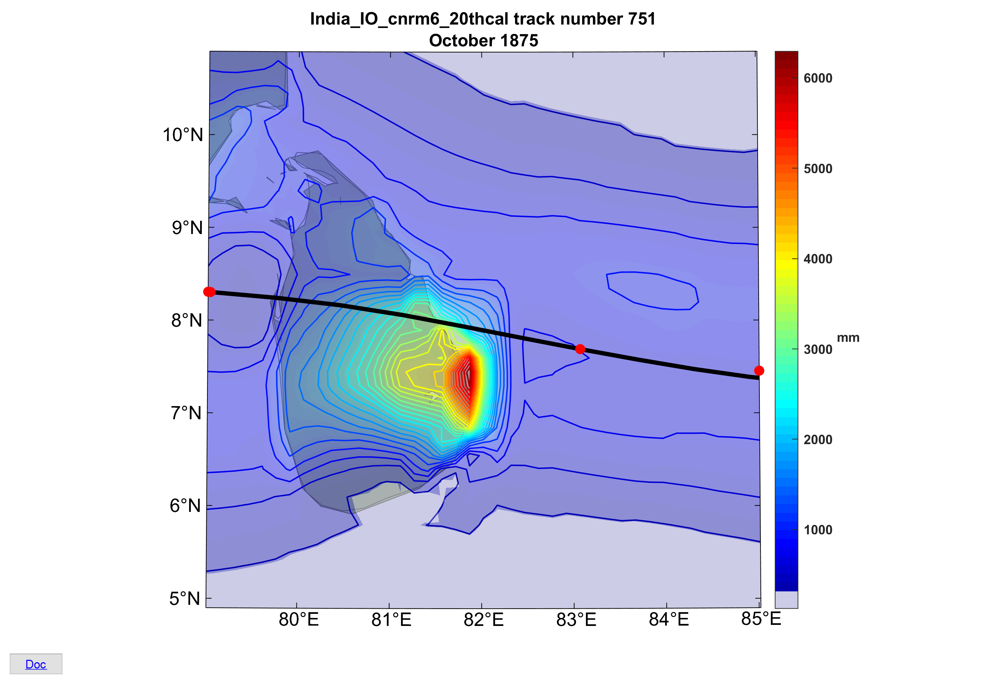 India_IO_cnrm6_20thcal track number 751
October 1875
10°N
9°N
8°N
7°N
6°N
5°N
80°E
81°E
82°E
83°E
84°E
85°E
6000
5000
4000
3000
2000
1000
mm
Doc